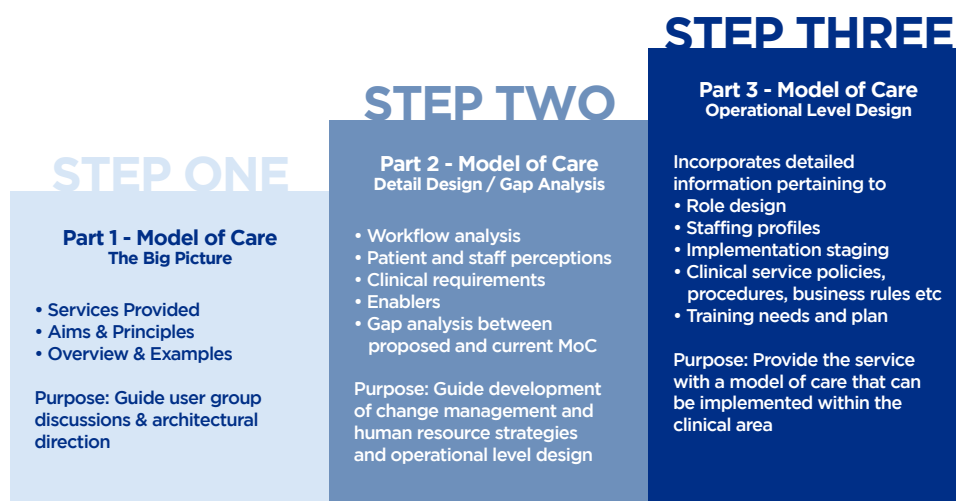 STEP ONE
Part 1 - Model of Care
The Big Picture
• Services Provided
• Aims & Principles
• Overview & Examples
Purpose: Guide user group
discussions & architectural
direction
STEP TWO
Part 2 - Model of Care
Detail Design / Gap Analysis
• Workflow analysis
• Patient and staff perceptions
• Clinical requirements
• Enablers
• Gap analysis between
proposed and current MoC
Purpose: Guide development
of change management and
human resource strategies
and operational level design
STEP THREE
Part 3 - Model of Care
Operational Level Design
Incorporates detailed
information pertaining to
• Role design
• Staffing profiles
• Implementation staging
• Clinical service policies,
procedures, business rules etc
• Training needs and plan
Purpose: Provide the service
with a model of care that can
be implemented within the
clinical area